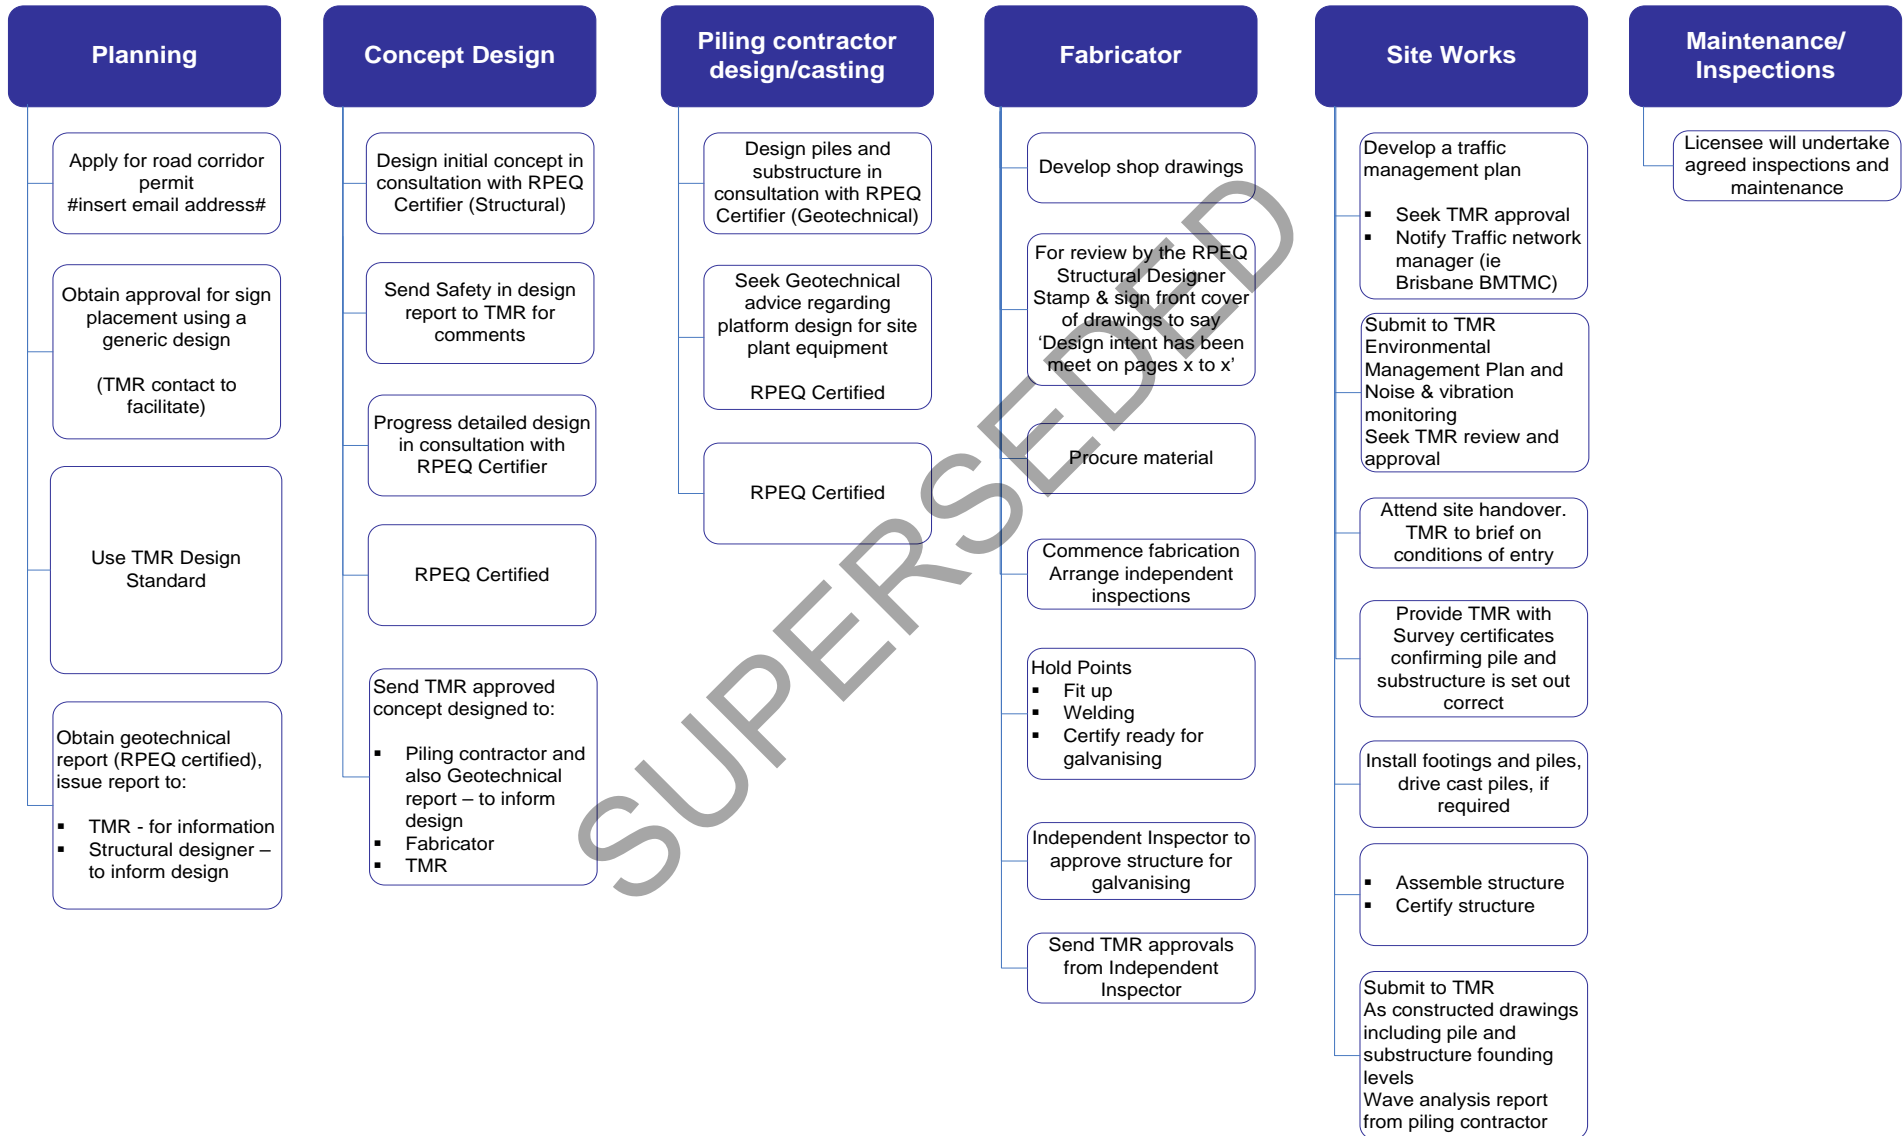 Planning
Apply for road corridor
permit
#insert email address#
Obtain approval for sign
placement using a
generic design
(TMR contact to
facilitate)
Use TMR Design
Standard
Obtain geotechnical
report (RPEQ certified),
issue report to:
▪ TMR - for information
▪ Structural designer –
to inform design
Concept Design
Design initial concept in
consultation with RPEQ
Certifier (Structural)
Send Safety in design
report to TMR for
comments
Progress detailed design
in consultation with
RPEQ Certifier
RPEQ Certified
Send TMR approved
concept designed to:
▪ Piling contractor and
also Geotechnical
report – to inform
design
▪ Fabricator
▪ TMR
Piling contractor
design/casting
Design piles and
substructure in
consultation with RPEQ
Certifier (Geotechnical)
Seek Geotechnical
advice regarding
platform design for site
plant equipment
RPEQ Certified
RPEQ Certified
Fabricator
Develop shop drawings
For review by the RPEQ
Structural Designer
Stamp & sign front cover
of drawings to say
‘Design intent has been
meet on pages x to x’
Procure material
Commence fabrication
Arrange independent
inspections
Hold Points
▪ Fit up
▪ Welding
▪ Certify ready for
galvanising
Independent Inspector to
approve structure for
galvanising
Send TMR approvals
from Independent
Inspector
Site Works
Develop a traffic
management plan
▪ Seek TMR approval
▪ Notify Traffic network
manager (ie
Brisbane BMTMC)
Submit to TMR
Environmental
Management Plan and
Noise & vibration
monitoring
Seek TMR review and
approval
Attend site handover.
TMR to brief on
conditions of entry
Provide TMR with
Survey certificates
confirming pile and
substructure is set out
correct
Install footings and piles,
drive cast piles, if
required
▪ Assemble structure
▪ Certify structure
Submit to TMR
As constructed drawings
including pile and
substructure founding
levels
Wave analysis report
from piling contractor
Maintenance/
Inspections
Licensee will undertake
agreed inspections and
maintenance
SUPERSEDED